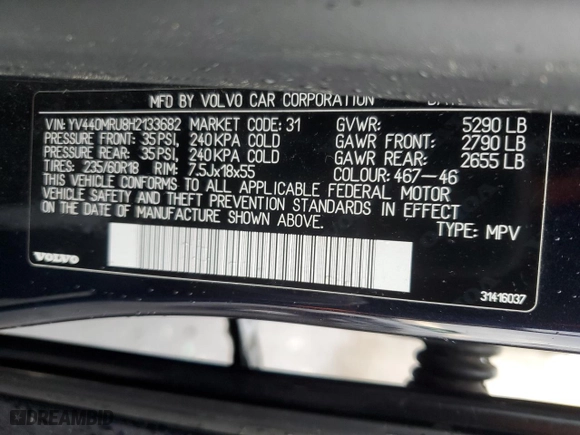 MFD BY VOLVO CAR CORPORATION
VIN: YV440MRU8H2133682 MARKET CODE: 31 GVWR: 5290 LB
PRESSURE FRONT: 35PSI, 240KPA COLD GAWR FRONT: 2790 LB
PRESSURE REAR: 35PSI, 240KPA COLD GAWR REAR: 2655 LB
TIRES: 235/60R18 RIM: 7.5Jx18x55 COLOUR: 467-46
THIS VEHICLE CONFORMS TO ALL APPLICABLE FEDERAL MOTOR
VEHICLE SAFETY AND THEFT PREVENTION STANDARDS IN EFFECT
ON THE DATE OF MANUFACTURE SHOWN ABOVE.
TYPE: MPV
VOLVO
31416037
DREAMBID